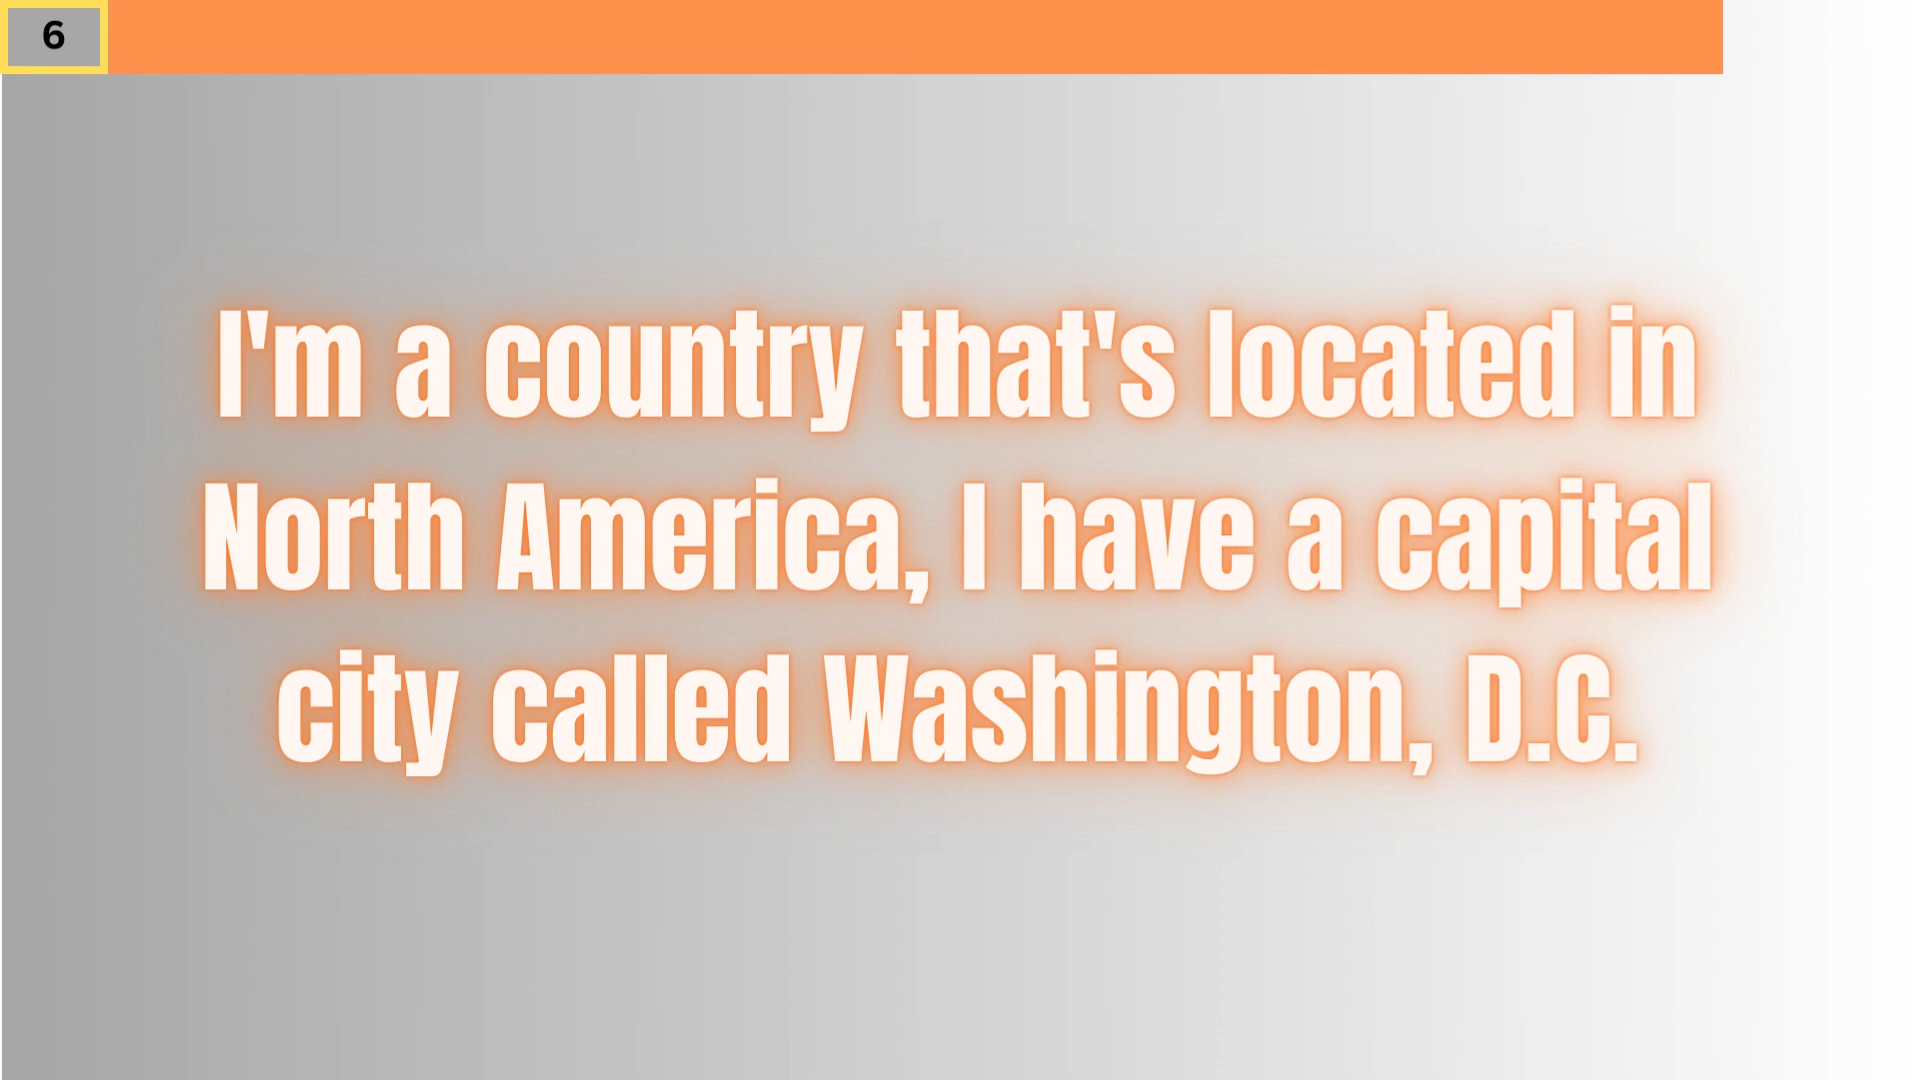 6
I'm a country that's located in
North America, I have a capital
city called Washington, D.C.